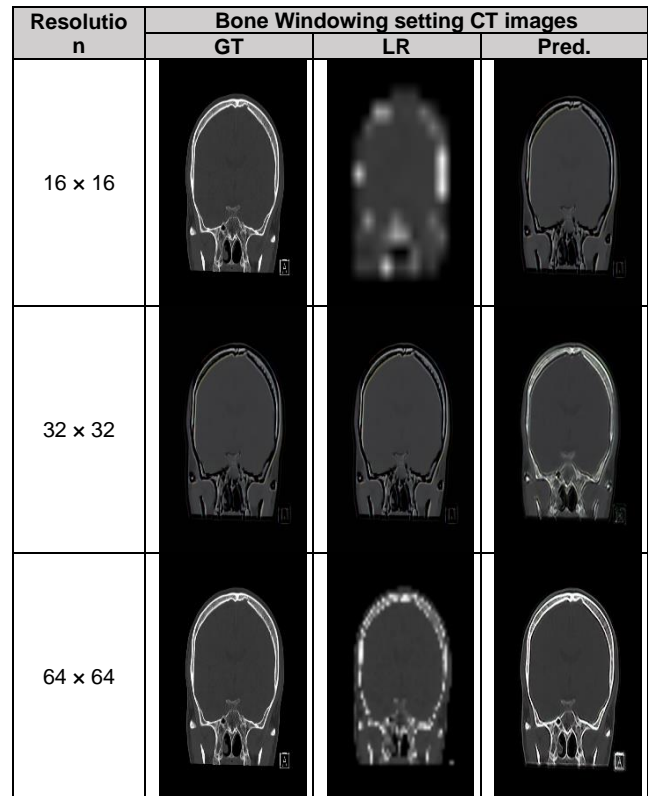 Resolutio
n
Bone Windowing setting CT images
GT LR Pred.
16 × 16
A
32 × 32
64 × 64
A
A